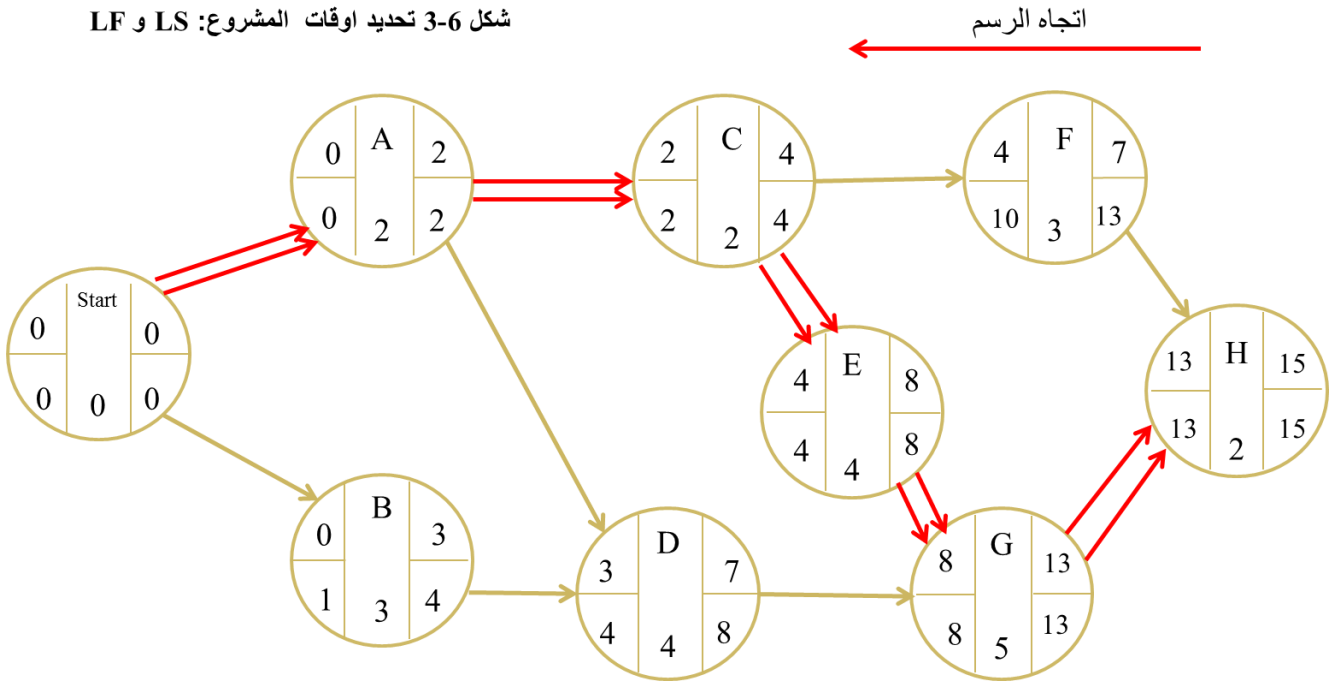 شكل 6-3 تحديد اوقات المشروع: LS و LF
اتجاه الرسم
0 A 2
0 2 2
2 C 4
2 2 4
4 F 7
10 3 13
Start
0 0
0 0 0
4 E 8
4 4 8
13 H 15
13 2 15
0 B 3
1 3 4
3 D 7
4 4 8
8 G 13
8 5 13